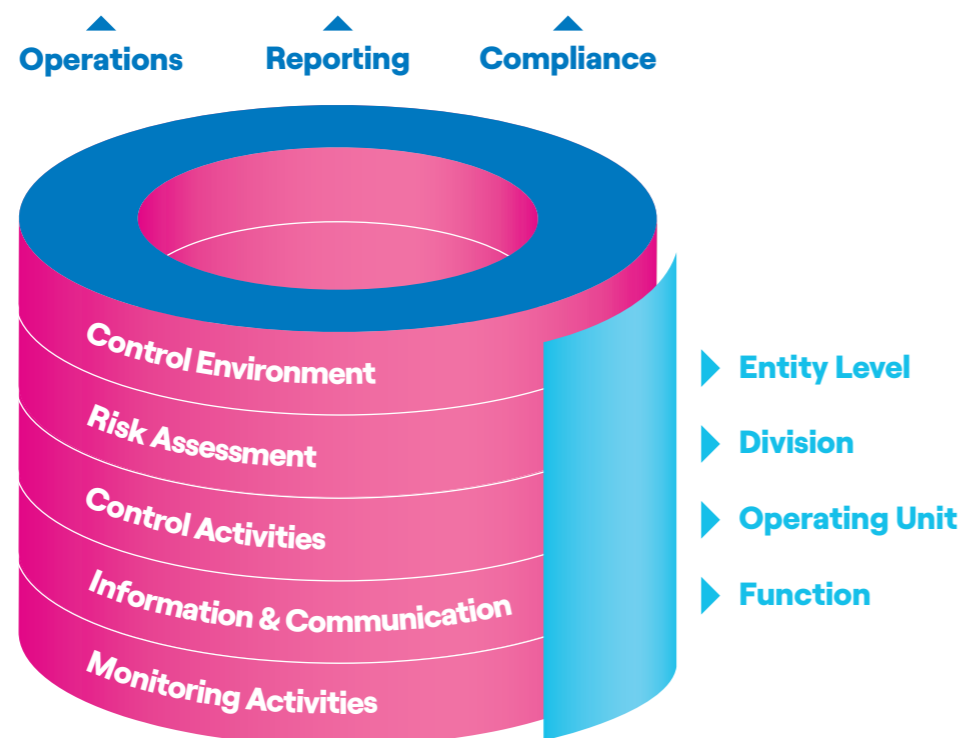 Operations
Reporting
Compliance
Control Environment
Risk Assessment
Control Activities
Information & Communication
Monitoring Activities
Entity Level
Division
Operating Unit
Function